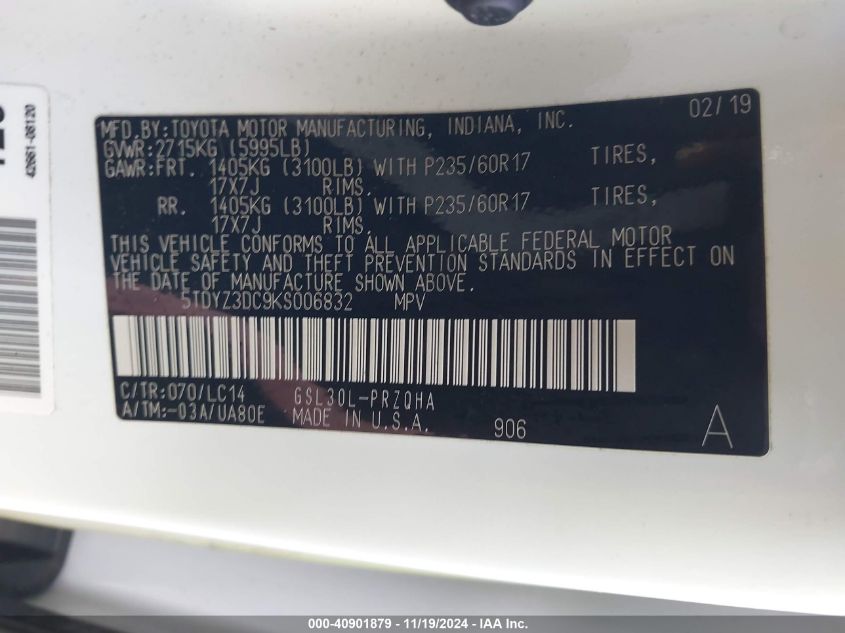 MFD. BY: TOYOTA MOTOR MANUFACTURING, INDIANA, INC. 02/19
GVWR: 2715KG (5995LB)
GAWR: FRT. 1405KG (3100LB) WITH P235/60R17 TIRES,
17X7J RIMS.
RR. 1405KG (3100LB) WITH P235/60R17 TIRES,
17X7J RIMS.
THIS VEHICLE CONFORMS TO ALL APPLICABLE FEDERAL MOTOR
VEHICLE SAFETY AND THEFT PREVENTION STANDARDS IN EFFECT ON
THE DATE OF MANUFACTURE SHOWN ABOVE.
5TDYZ3DC9KS006832 MPV
C/TR: 070/LC14 GSL30L-PRZQHA
A/TM: -03A/UA80E MADE IN U.S.A. 906 A
42661-08120
000-40901879 - 11/19/2024 - IAA Inc.